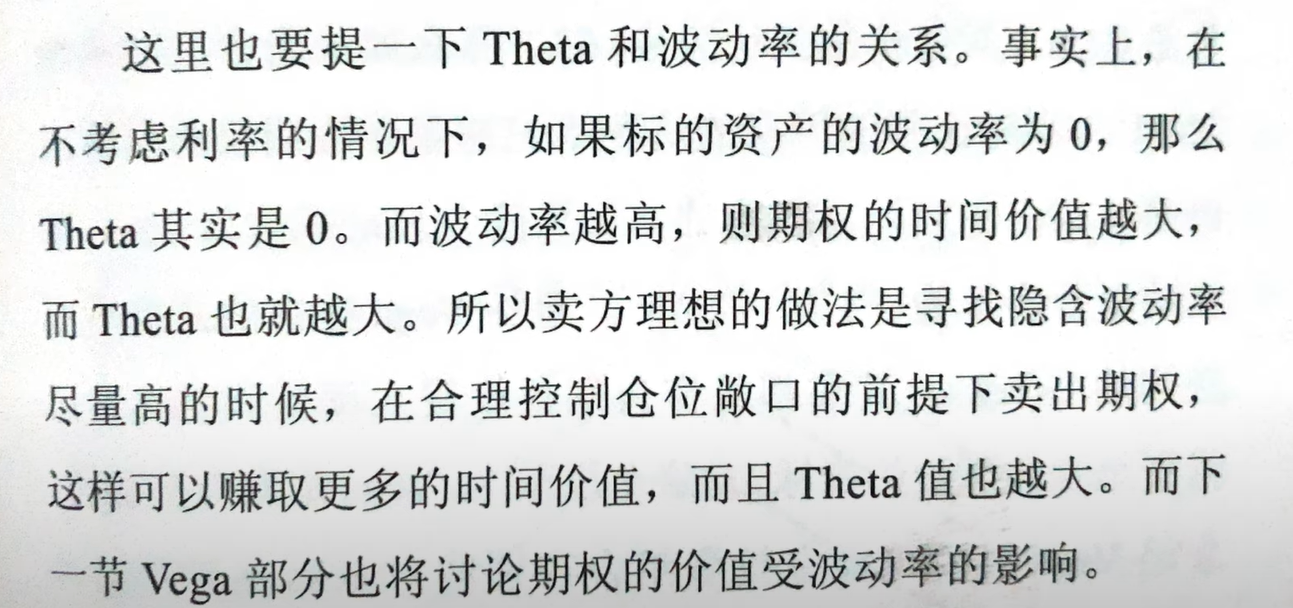 这里也要提一下 Theta 和波动率的关系。事实上，在
不考虑利率的情况下，如果标的资产的波动率为 0，那么
Theta 其实是 0。而波动率越高，则期权的时间价值越大，
而 Theta 也就越大。所以卖方理想的做法是寻找隐含波动率
尽量高的时候，在合理控制仓位敞口的前提下卖出期权，
这样可以赚取更多的时间价值，而且 Theta 值也越大。而下
一节 Vega 部分也将讨论期权的价值受波动率的影响。